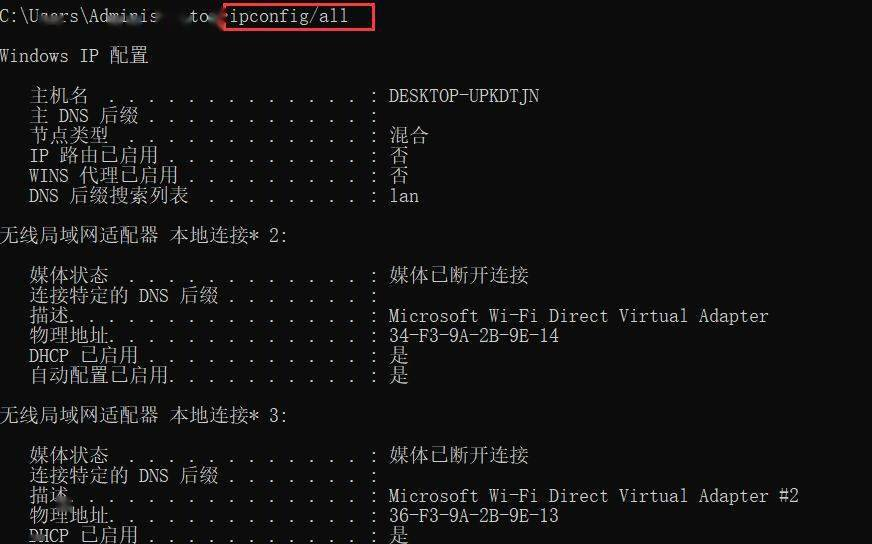 C:\Users\Adminis to ipconfig/all
Windows IP 配置
主机名 . . . . . . . . . . . . . : DESKTOP-UPKDTJN
主 DNS 后缀 . . . . . . . . . . . :
节点类型 . . . . . . . . . . . . : 混合
IP 路由已启用 . . . . . . . . . . : 否
WINS 代理已启用 . . . . . . . . . : 否
DNS 后缀搜索列表 . . . . . . . . : lan
无线局域网适配器 本地连接* 2:
媒体状态 . . . . . . . . . . . . : 媒体已断开连接
连接特定的 DNS 后缀 . . . . . . . :
描述. . . . . . . . . . . . . . . : Microsoft Wi-Fi Direct Virtual Adapter
物理地址. . . . . . . . . . . . . : 34-F3-9A-2B-9E-14
DHCP 已启用 . . . . . . . . . . . : 是
自动配置已启用. . . . . . . . . . : 是
无线局域网适配器 本地连接* 3:
媒体状态 . . . . . . . . . . . . : 媒体已断开连接
连接特定的 DNS 后缀 . . . . . . . :
描述. . . . . . . . . . . . . . . : Microsoft Wi-Fi Direct Virtual Adapter #2
物理地址. . . . . . . . . . . . . : 36-F3-9A-2B-9E-13
DHCP 已启用 . . . . . . . . . . . : 是